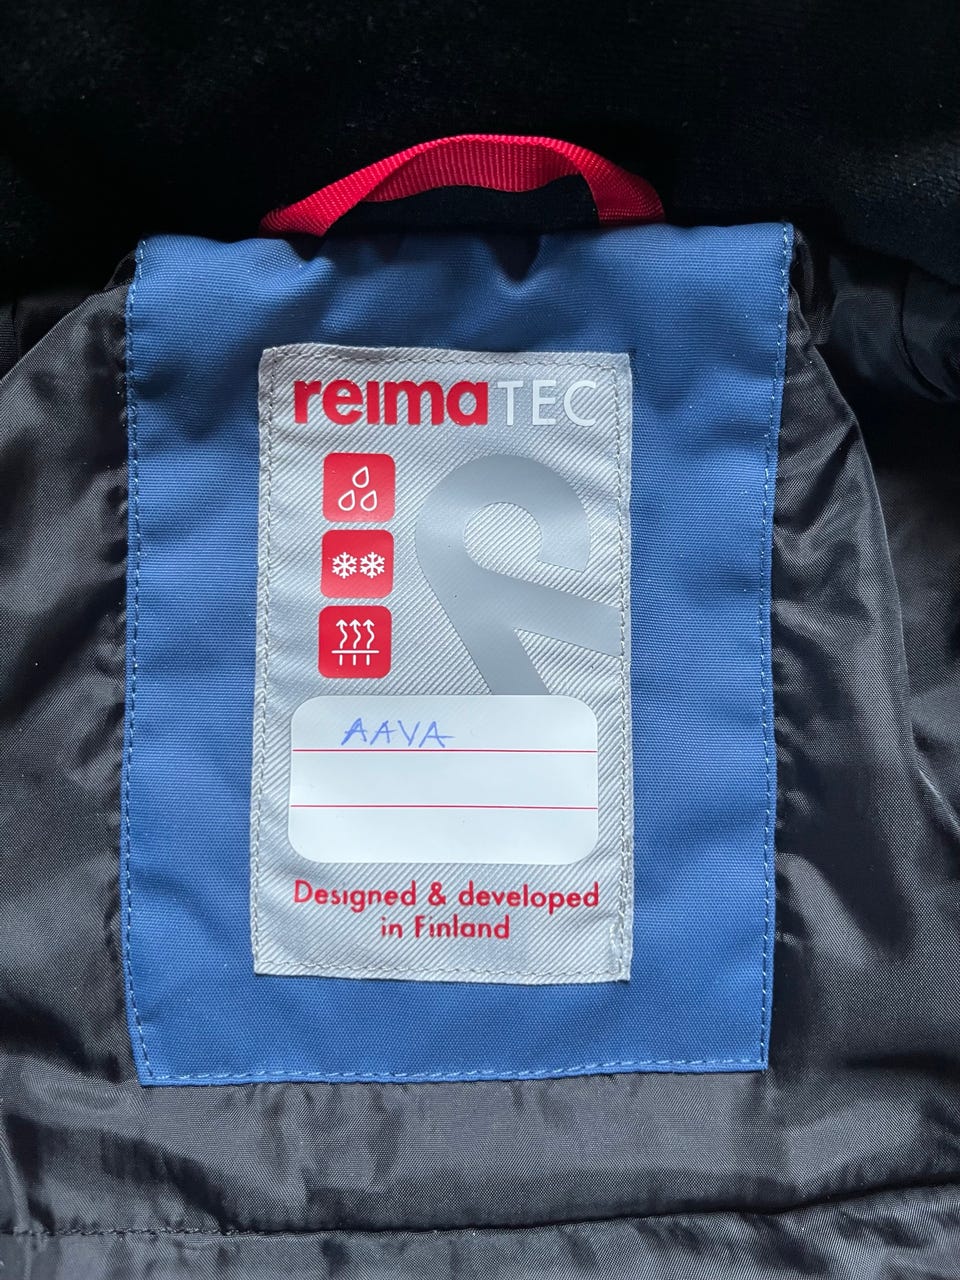 reimaTEC
AAVA
Designed & developed
in Finland